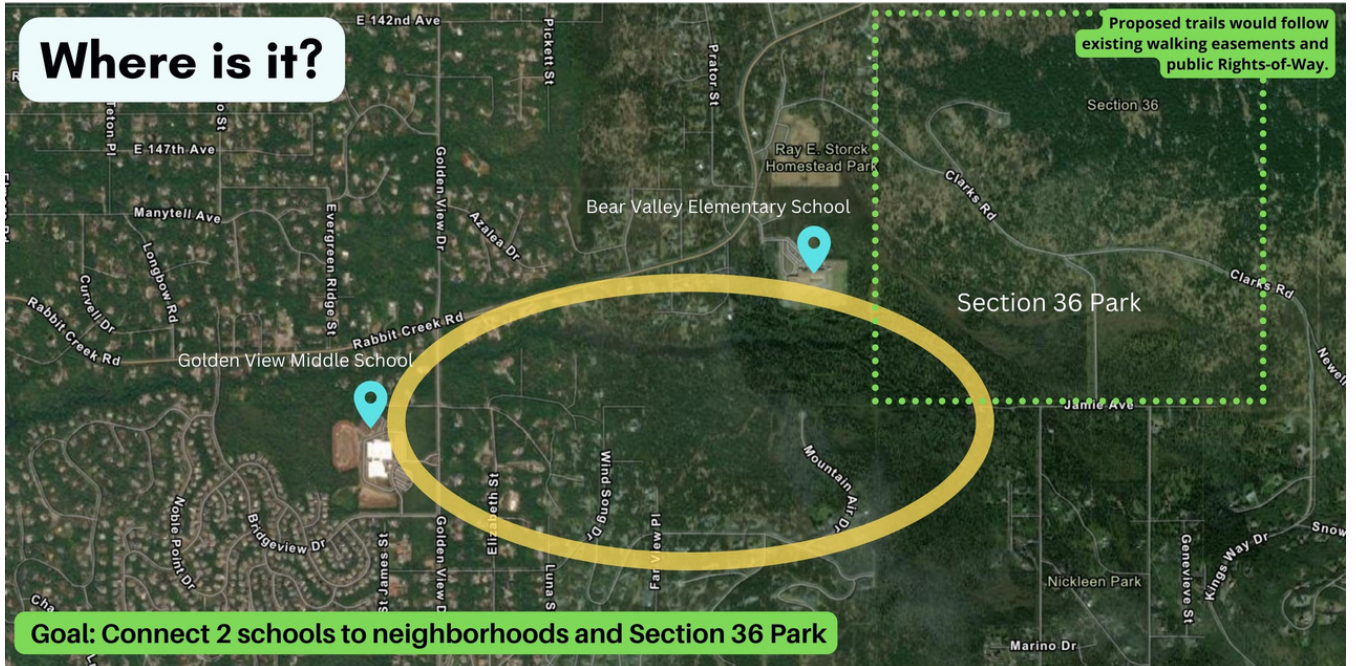 Where is it?
Proposed trails would follow
existing walking easements and
public Rights-of-Way.
E 142nd Ave
Pickett St
Prator St
Section 36
Teton Pl
o St
E 147th Ave
Golden View Dr
Ray E. Storck
Homestead Park
Clarks Rd
Manytell Ave
Evergreen Ridge St
Azalea Dr
Bear Valley Elementary School
Longbow Rd
Curvell Dr
Clarks Rd
Section 36 Park
Rabbit Creek Rd
Rabbit Creek Rd
Newell
Golden View Middle School
Jamie Ave
Mountain Air Dr
Wind Song Dr
Elizabeth St
Noble Point Dr
Bridgeview Dr
St James St
Golden View D
Luna S
Far View Pl
Snow
Kings Way Dr
Genevieve St
Nickleen Park
Cha
Goal: Connect 2 schools to neighborhoods and Section 36 Park
Marino Dr